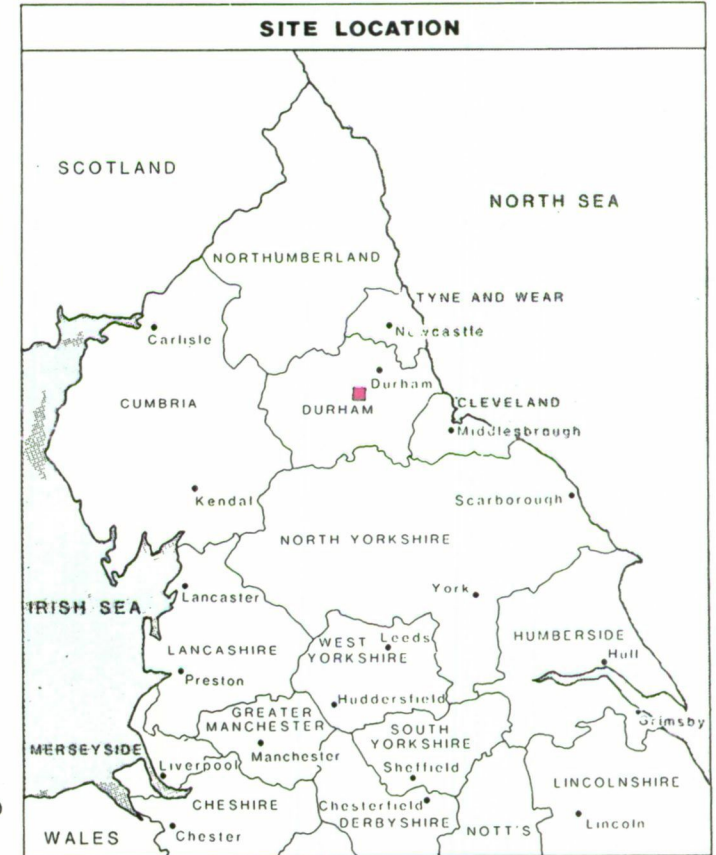 SITE LOCATION
SCOTLAND
NORTH SEA
NORTHUMBERLAND
TYNE AND WEAR
Newcastle
Carlisle
Durham
CUMBRIA
DURHAM
CLEVELAND
Middlesbrough
Kendal
Scarborough
NORTH YORKSHIRE
York
Lancaster
IRISH SEA
WEST
YORKSHIRE
Leeds
HUMBERSIDE
Hull
LANCASHIRE
Preston
Huddersfield
GREATER
MANCHESTER
Grimsby
SOUTH
YORKSHIRE
MERSEYSIDE
Manchester
Liverpool
Sheffield
LINCOLNSHIRE
CHESHIRE
Chesterfield
DERBYSHIRE
NOTT'S
Lincoln
WALES
Chester